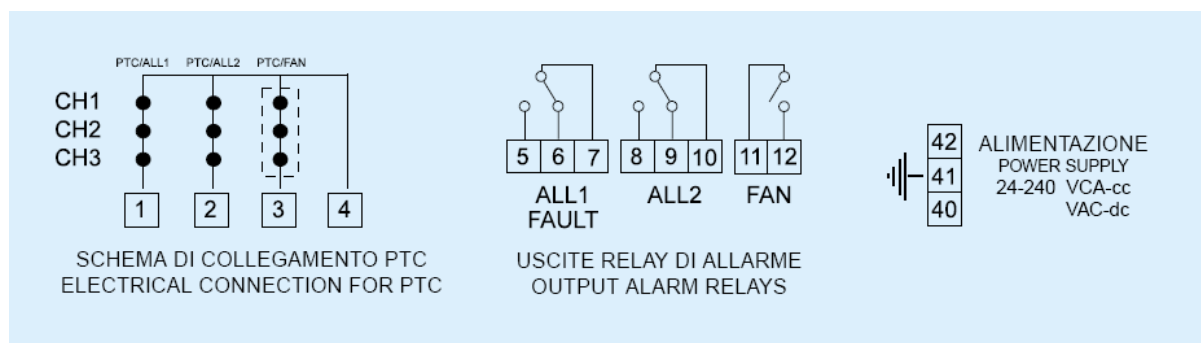 PTC/ALL1 PTC/ALL2 PTC/FAN
CH1
CH2
CH3
1 2 3 4
SCHEMA DI COLLEGAMENTO PTC
ELECTRICAL CONNECTION FOR PTC
5 6 7 8 9 10 11 12
ALL1 ALL2 FAN
FAULT
USCITE RELAY DI ALLARME
OUTPUT ALARM RELAYS
42
41
40
ALIMENTAZIONE
POWER SUPPLY
24-240 VCA-cc
VAC-dc